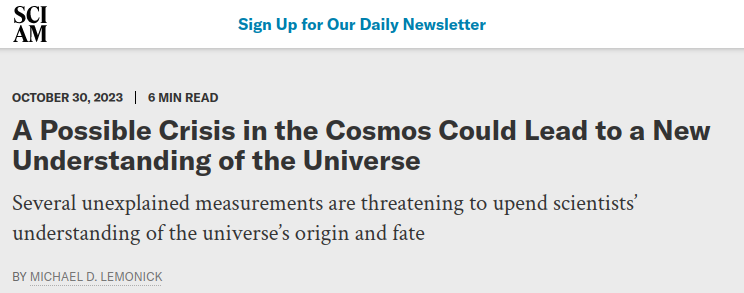 SCI
AM
Sign Up for Our Daily Newsletter
OCTOBER 30, 2023 | 6 MIN READ
A Possible Crisis in the Cosmos Could Lead to a New
Understanding of the Universe
Several unexplained measurements are threatening to upend scientists’
understanding of the universe’s origin and fate
BY MICHAEL D. LEMONICK